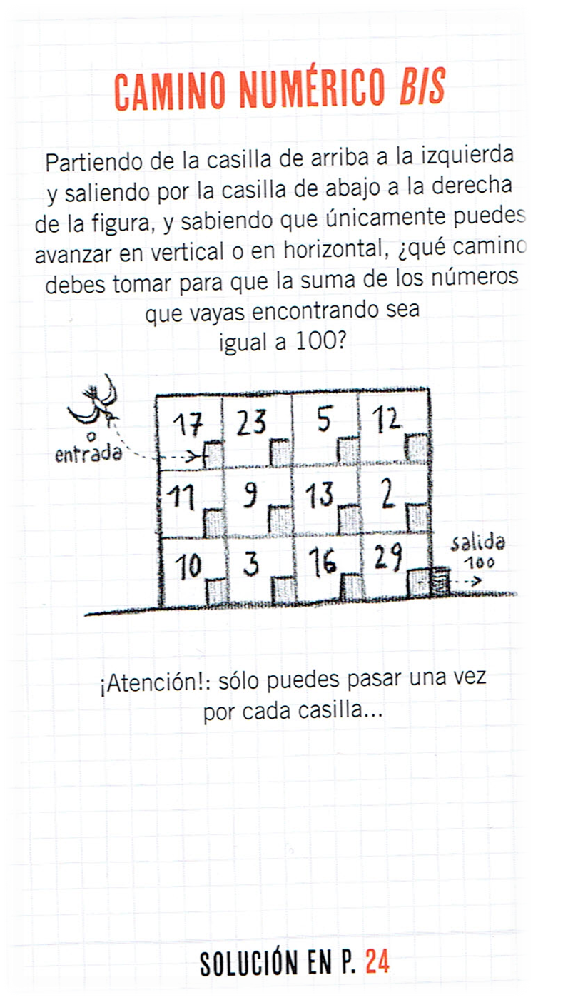 CAMINO NUMÉRICO BIS
Partiendo de la casilla de arriba a la izquierda
y saliendo por la casilla de abajo a la derecha
de la figura, y sabiendo que únicamente puedes
avanzar en vertical o en horizontal, ¿qué camino
debes tomar para que la suma de los números
que vayas encontrando sea
igual a 100?
entrada
17 23 5 12
11 9 13 2
10 3 16 29
salida
100
¡Atención!: sólo puedes pasar una vez
por cada casilla...
SOLUCIÓN EN P. 24